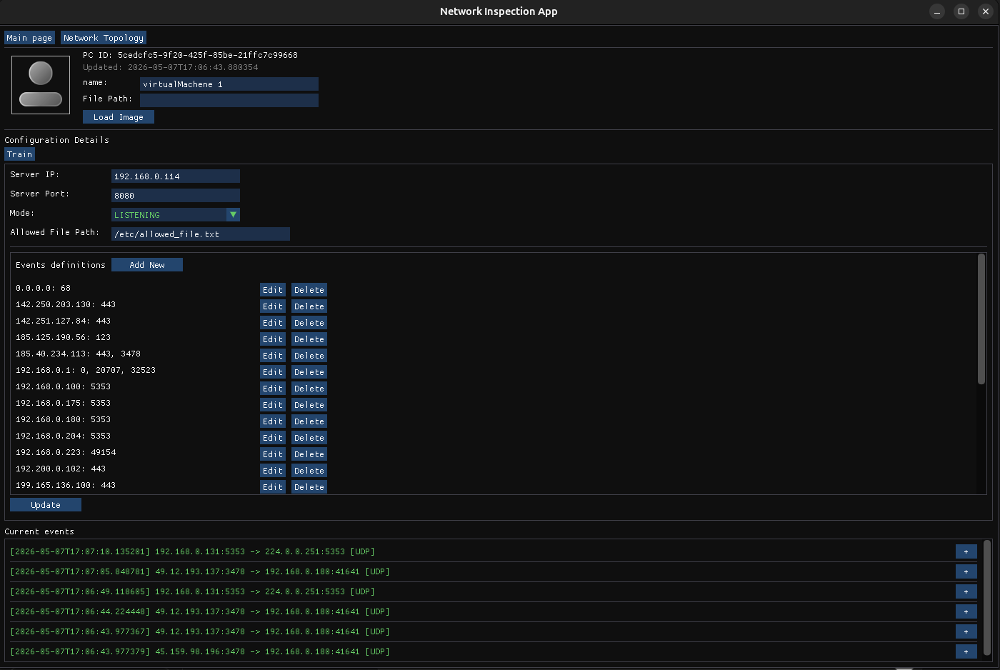 Network Inspection App
Main page Network Topology
PC ID: 5cedcfc5-9f20-425f-85be-21ffc7c99668
Updated: 2026-05-07T17:06:43.880354
name: virtualMachene 1
File Path:
Load Image
Configuration Details
Train
Server IP: 192.168.0.114
Server Port: 8080
Mode: LISTENING
Allowed File Path: /etc/allowed_file.txt
Events definitions Add New
0.0.0.0: 68 Edit Delete
142.250.203.130: 443 Edit Delete
142.251.127.84: 443 Edit Delete
185.125.190.56: 123 Edit Delete
185.40.234.113: 443, 3478 Edit Delete
192.168.0.1: 0, 20707, 32523 Edit Delete
192.168.0.100: 5353 Edit Delete
192.168.0.175: 5353 Edit Delete
192.168.0.180: 5353 Edit Delete
192.168.0.204: 5353 Edit Delete
192.168.0.223: 49154 Edit Delete
192.200.0.102: 443 Edit Delete
199.165.136.100: 443 Edit Delete
Update
Current events
[2026-05-07T17:07:10.135201] 192.168.0.131:5353 -> 224.0.0.251:5353 [UDP] +
[2026-05-07T17:07:05.848781] 49.12.193.137:3478 -> 192.168.0.180:41641 [UDP] +
[2026-05-07T17:06:49.118605] 192.168.0.131:5353 -> 224.0.0.251:5353 [UDP] +
[2026-05-07T17:06:44.224448] 49.12.193.137:3478 -> 192.168.0.180:41641 [UDP] +
[2026-05-07T17:06:43.977367] 49.12.193.137:3478 -> 192.168.0.180:41641 [UDP] +
[2026-05-07T17:06:43.977379] 45.159.98.196:3478 -> 192.168.0.180:41641 [UDP] +